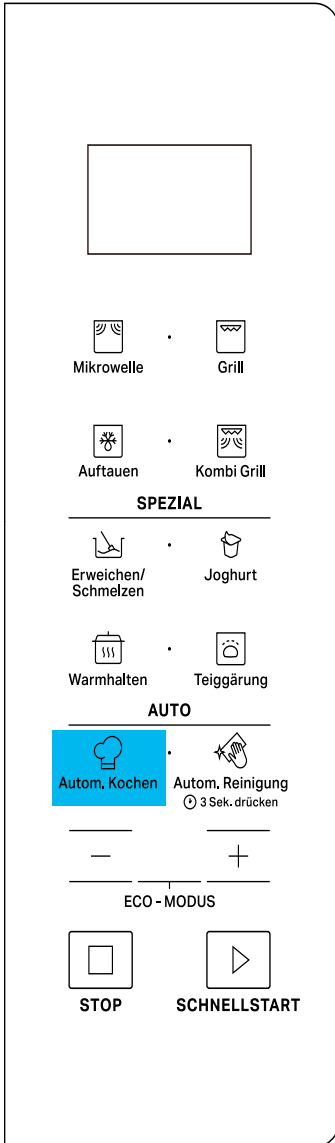 Mikrowelle
Grill
Auftauen
Kombi Grill
SPEZIAL
Erweichen/
Schmelzen
Joghurt
Warmhalten
Teiggärung
AUTO
Autom. Kochen
Autom. Reinigung
3 Sek. drücken
− +
ECO - MODUS
STOP
SCHNELLSTART